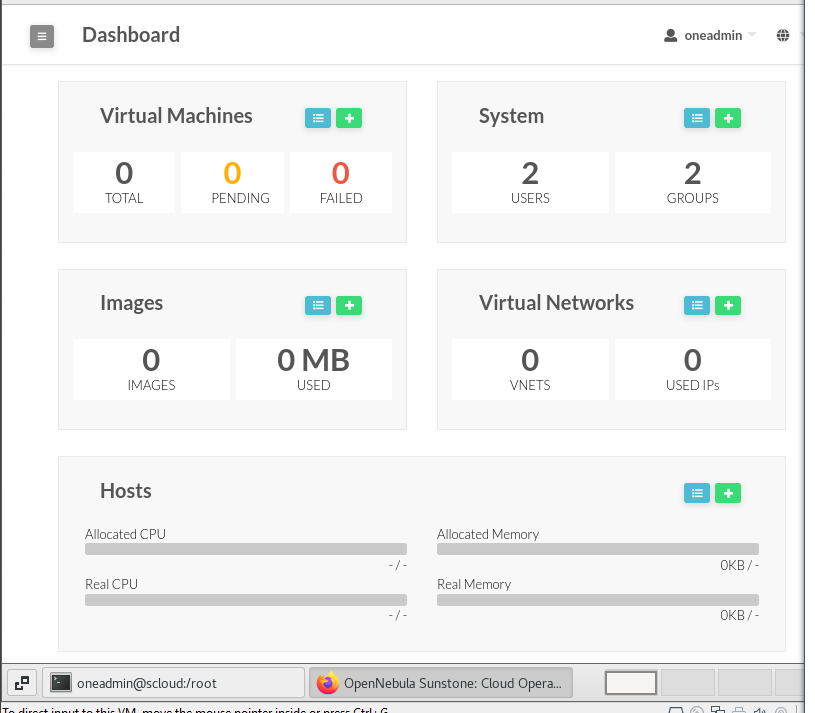 Dashboard
oneadmin
Virtual Machines
0
TOTAL
0
PENDING
0
FAILED
System
2
USERS
2
GROUPS
Images
0
IMAGES
0 MB
USED
Virtual Networks
0
VNETS
0
USED IPs
Hosts
Allocated CPU
- / -
Real CPU
- / -
Allocated Memory
0KB / -
Real Memory
0KB / -
oneadmin@scloud:/root
OpenNebula Sunstone: Cloud Opera...
To direct input to this VM, move the mouse pointer inside or press Ctrl+G.